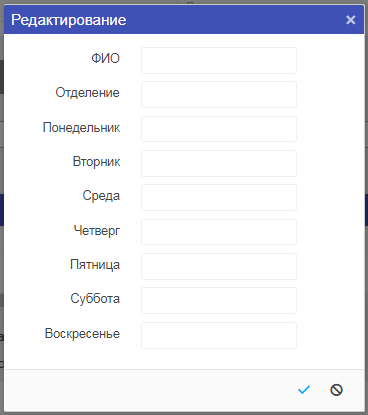 Редактирование
ФИО
Отделение
Понедельник
Вторник
Среда
Четверг
Пятница
Суббота
Воскресенье